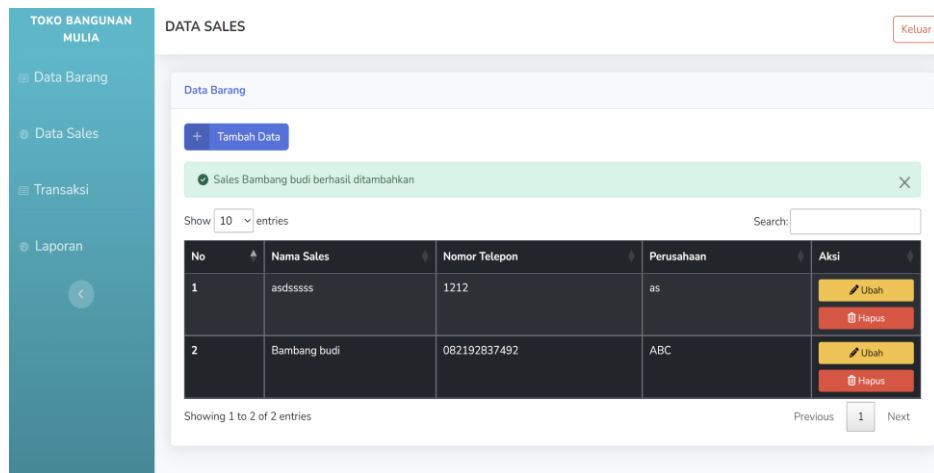 TOKO BANGUNAN
MULIA
DATA SALES
Keluar
Data Barang
Data Sales
Transaksi
Laporan
Data Barang
+ Tambah Data
Sales Bambang budi berhasil ditambahkan
Show 10 entries
Search:
No Nama Sales Nomor Telepon Perusahaan Aksi
1 asdsssss 1212 as Ubah
Hapus
2 Bambang budi 082192837492 ABC Ubah
Hapus
Showing 1 to 2 of 2 entries
Previous 1 Next